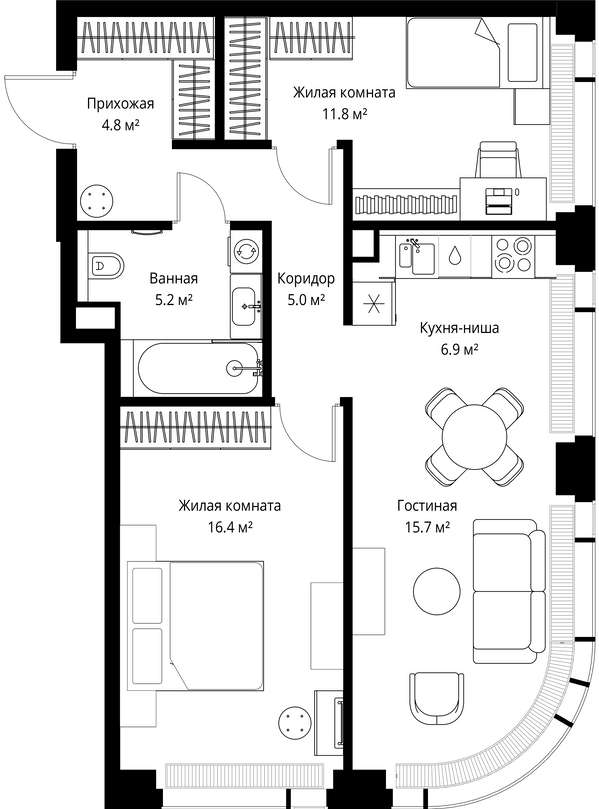 Прихожая
4.8 м²
Жилая комната
11.8 м²
Ванная
5.2 м²
Коридор
5.0 м²
Кухня-ниша
6.9 м²
Жилая комната
16.4 м²
Гостиная
15.7 м²